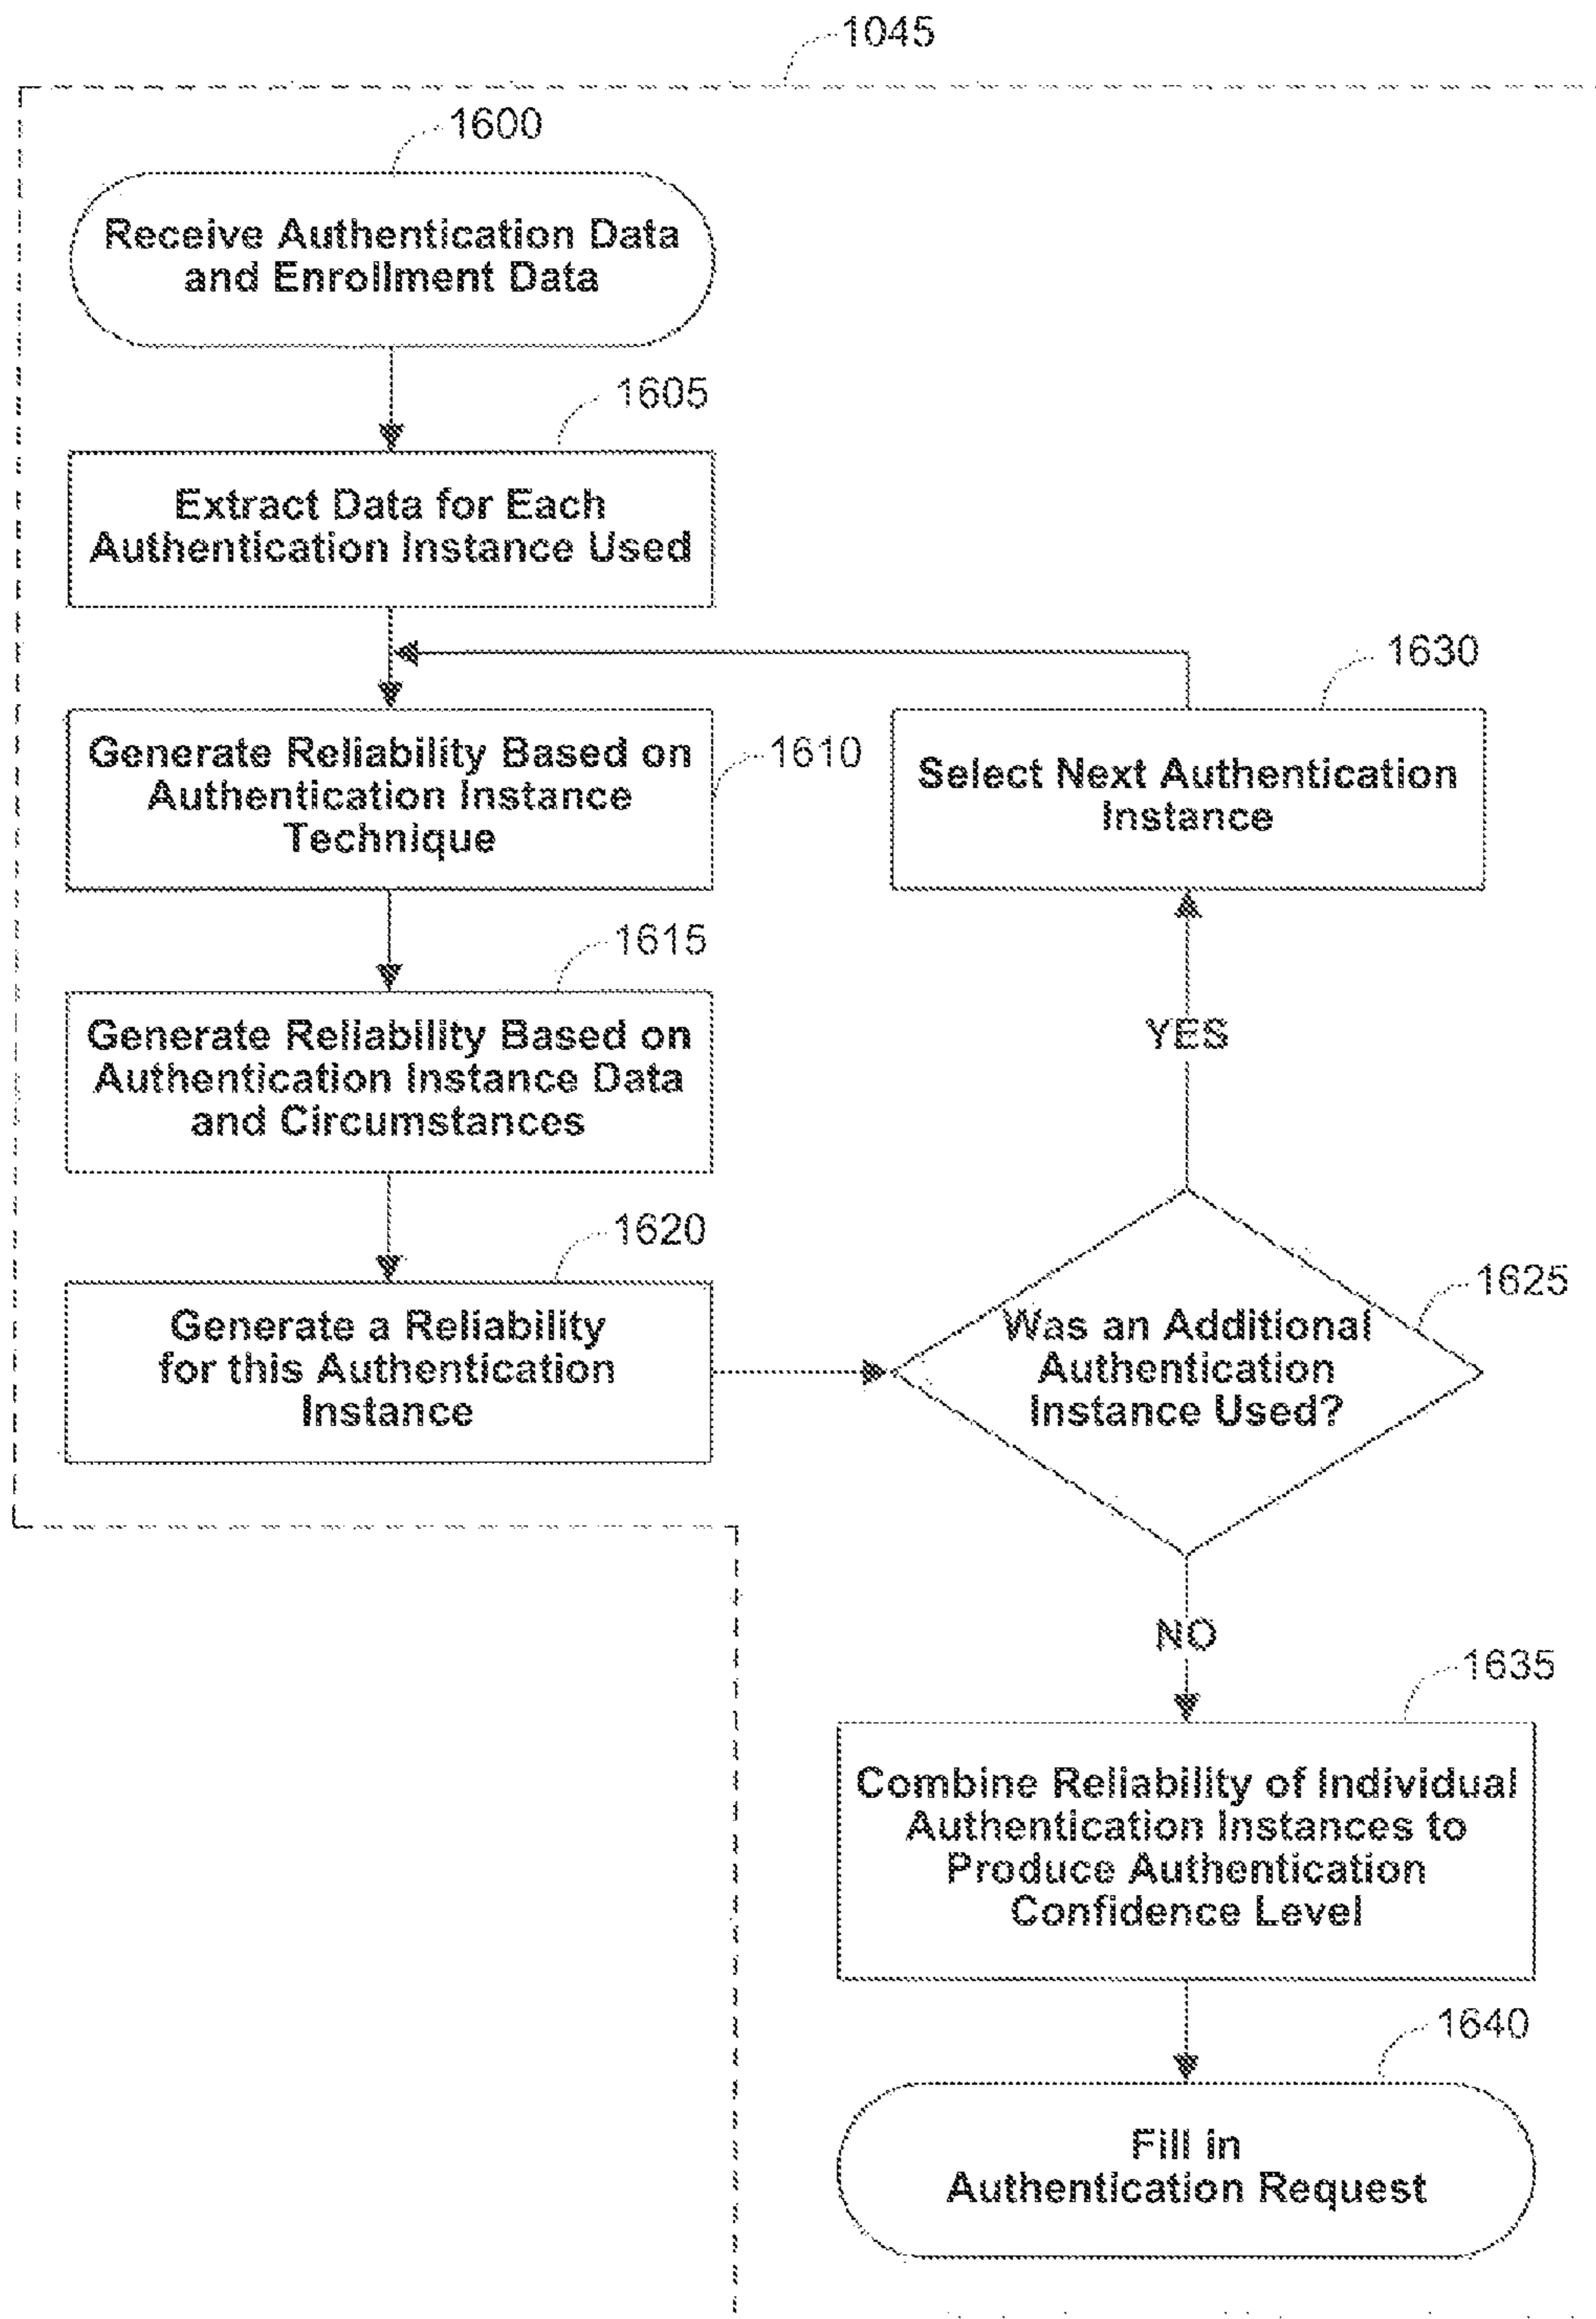 1045
1600
Receive Authentication Data
and Enrollment Data
1605
Extract Data for Each
Authentication Instance Used
1630
Generate Reliability Based on
Authentication Instance
Technique
1610
Select Next Authentication
Instance
1615
Generate Reliability Based on
Authentication Instance Data
and Circumstances
YES
1620
Generate a Reliability
for this Authentication
Instance
1625
Was an Additional
Authentication
Instance Used?
NO
1635
Combine Reliability of Individual
Authentication Instances to
Produce Authentication
Confidence Level
1640
Fill in
Authentication Request